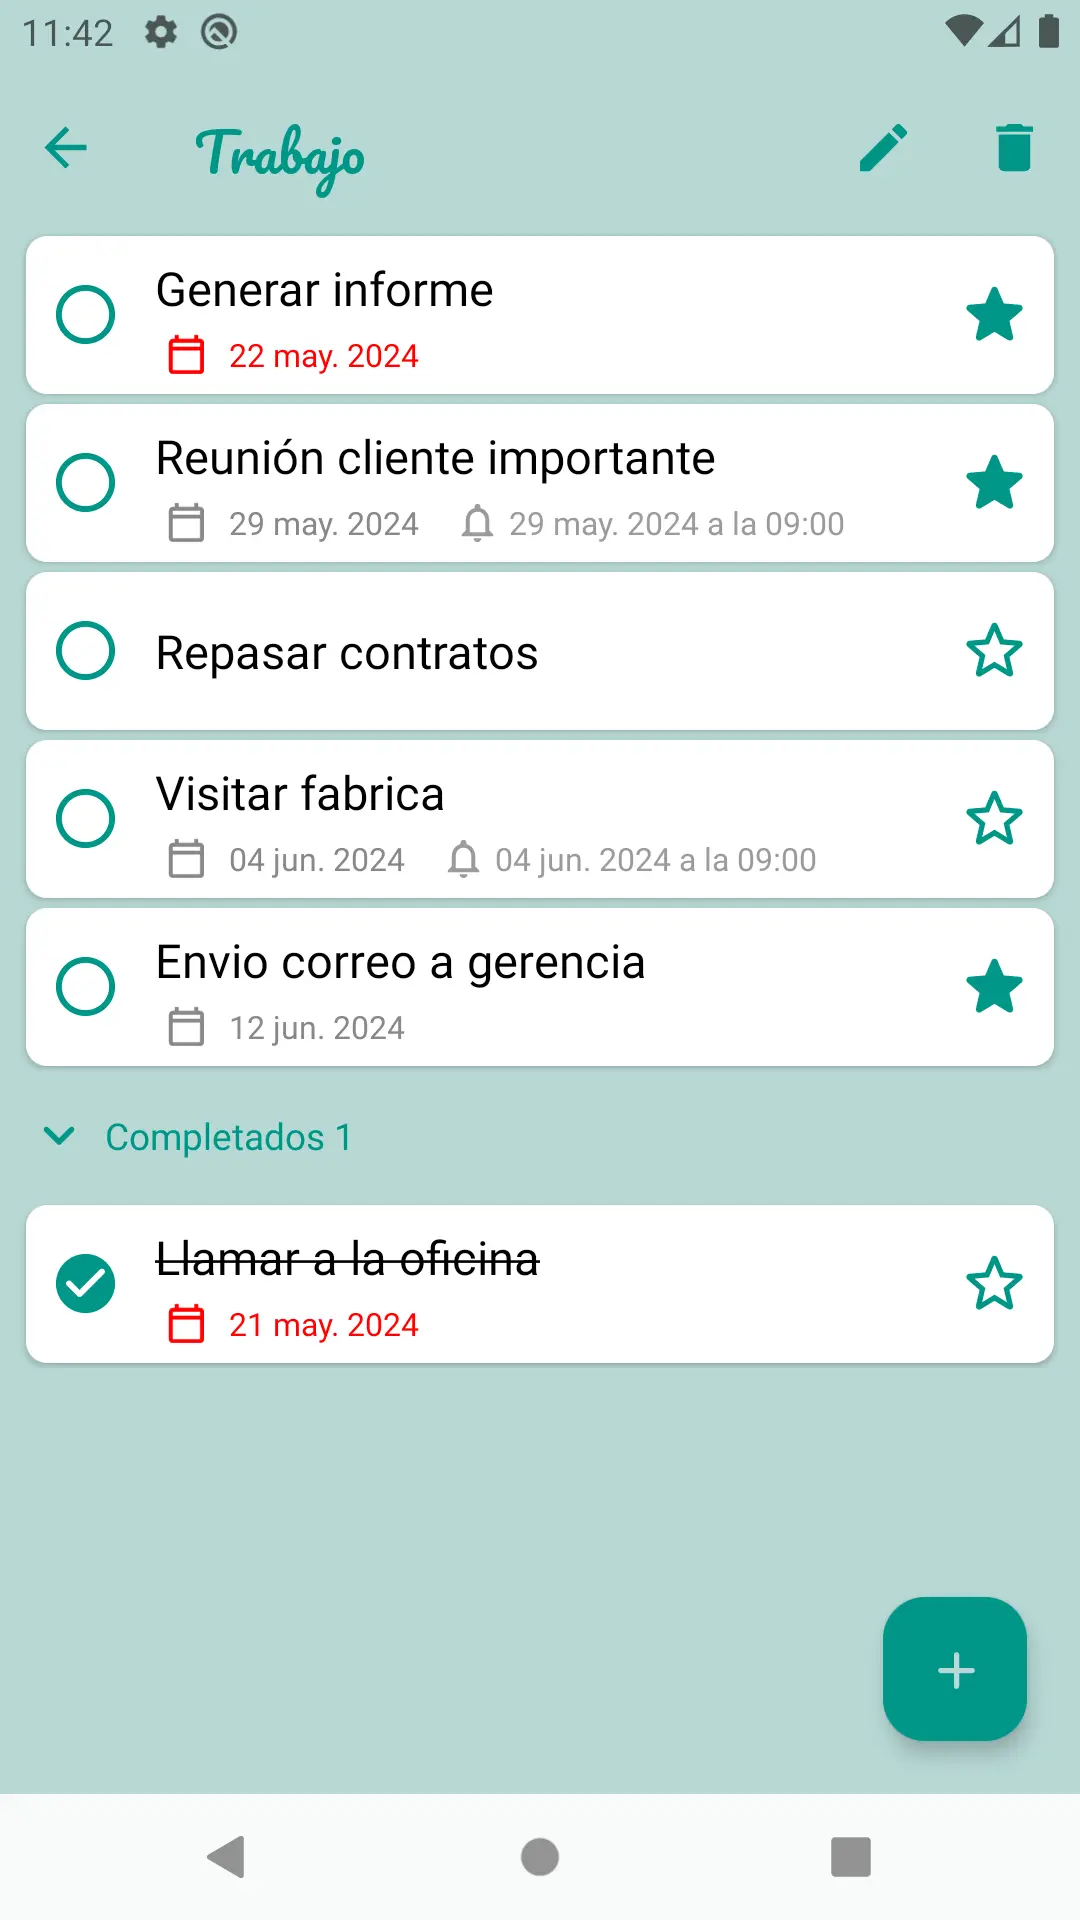 11:42
Trabajo
Generar informe
22 may. 2024
Reunión cliente importante
29 may. 2024 29 may. 2024 a la 09:00
Repasar contratos
Visitar fabrica
04 jun. 2024 04 jun. 2024 a la 09:00
Envio correo a gerencia
12 jun. 2024
Completados 1
Llamar a la oficina
21 may. 2024